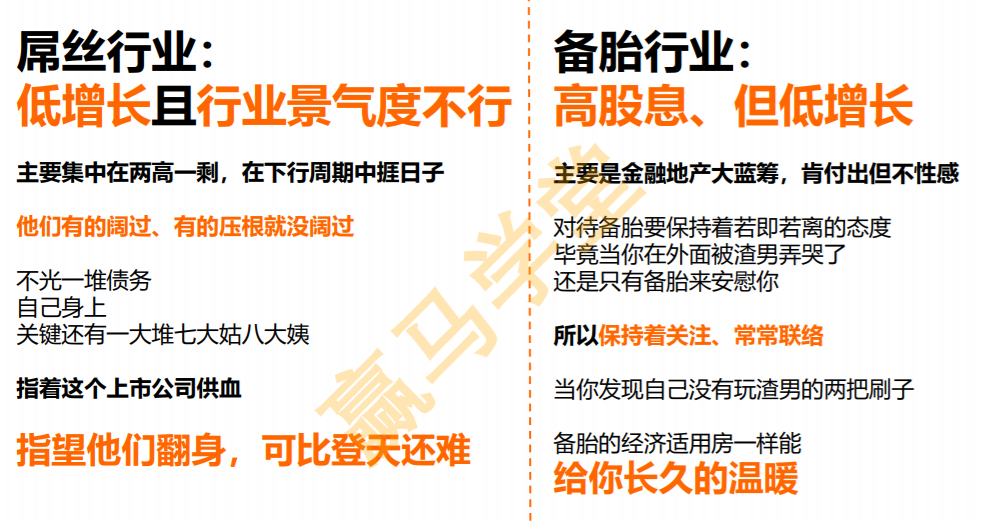 屌丝行业：
低增长且行业景气度不行
主要集中在两高一剩，在下行周期中捱日子
他们有的阔过、有的压根就没阔过
不光一堆债务
自己身上
关键还有一大堆七大姑八大姨
指着这个上市公司供血
指望他们翻身，可比登天还难
备胎行业：
高股息、但低增长
主要是金融地产大蓝筹，肯付出但不性感
对待备胎要保持着若即若离的态度
毕竟当你在外面被渣男弄哭了
还是只有备胎来安慰你
所以保持着关注、常常联络
当你发现自己没有玩渣男的两把刷子
备胎的经济适用房一样能
给你长久的温暖
赢马学堂